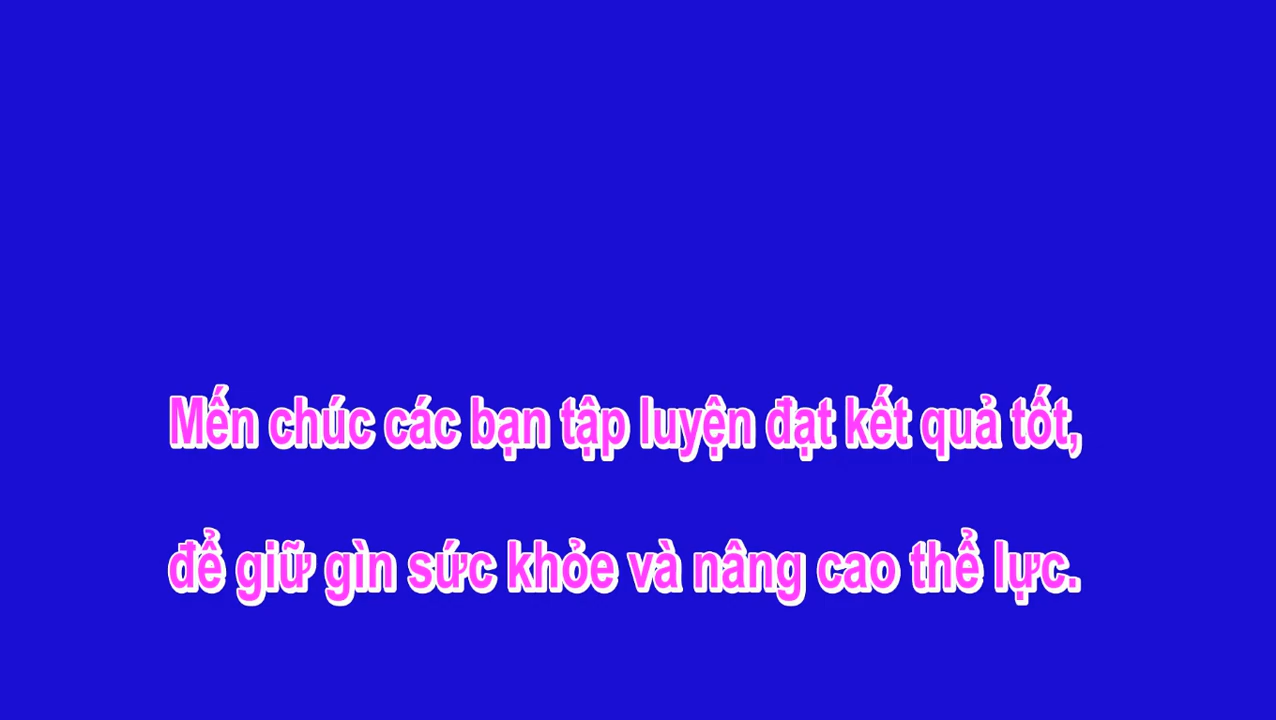 Mến chúc các bạn tập luyện đạt kết quả tốt,
để giữ gìn sức khỏe và nâng cao thể lực.